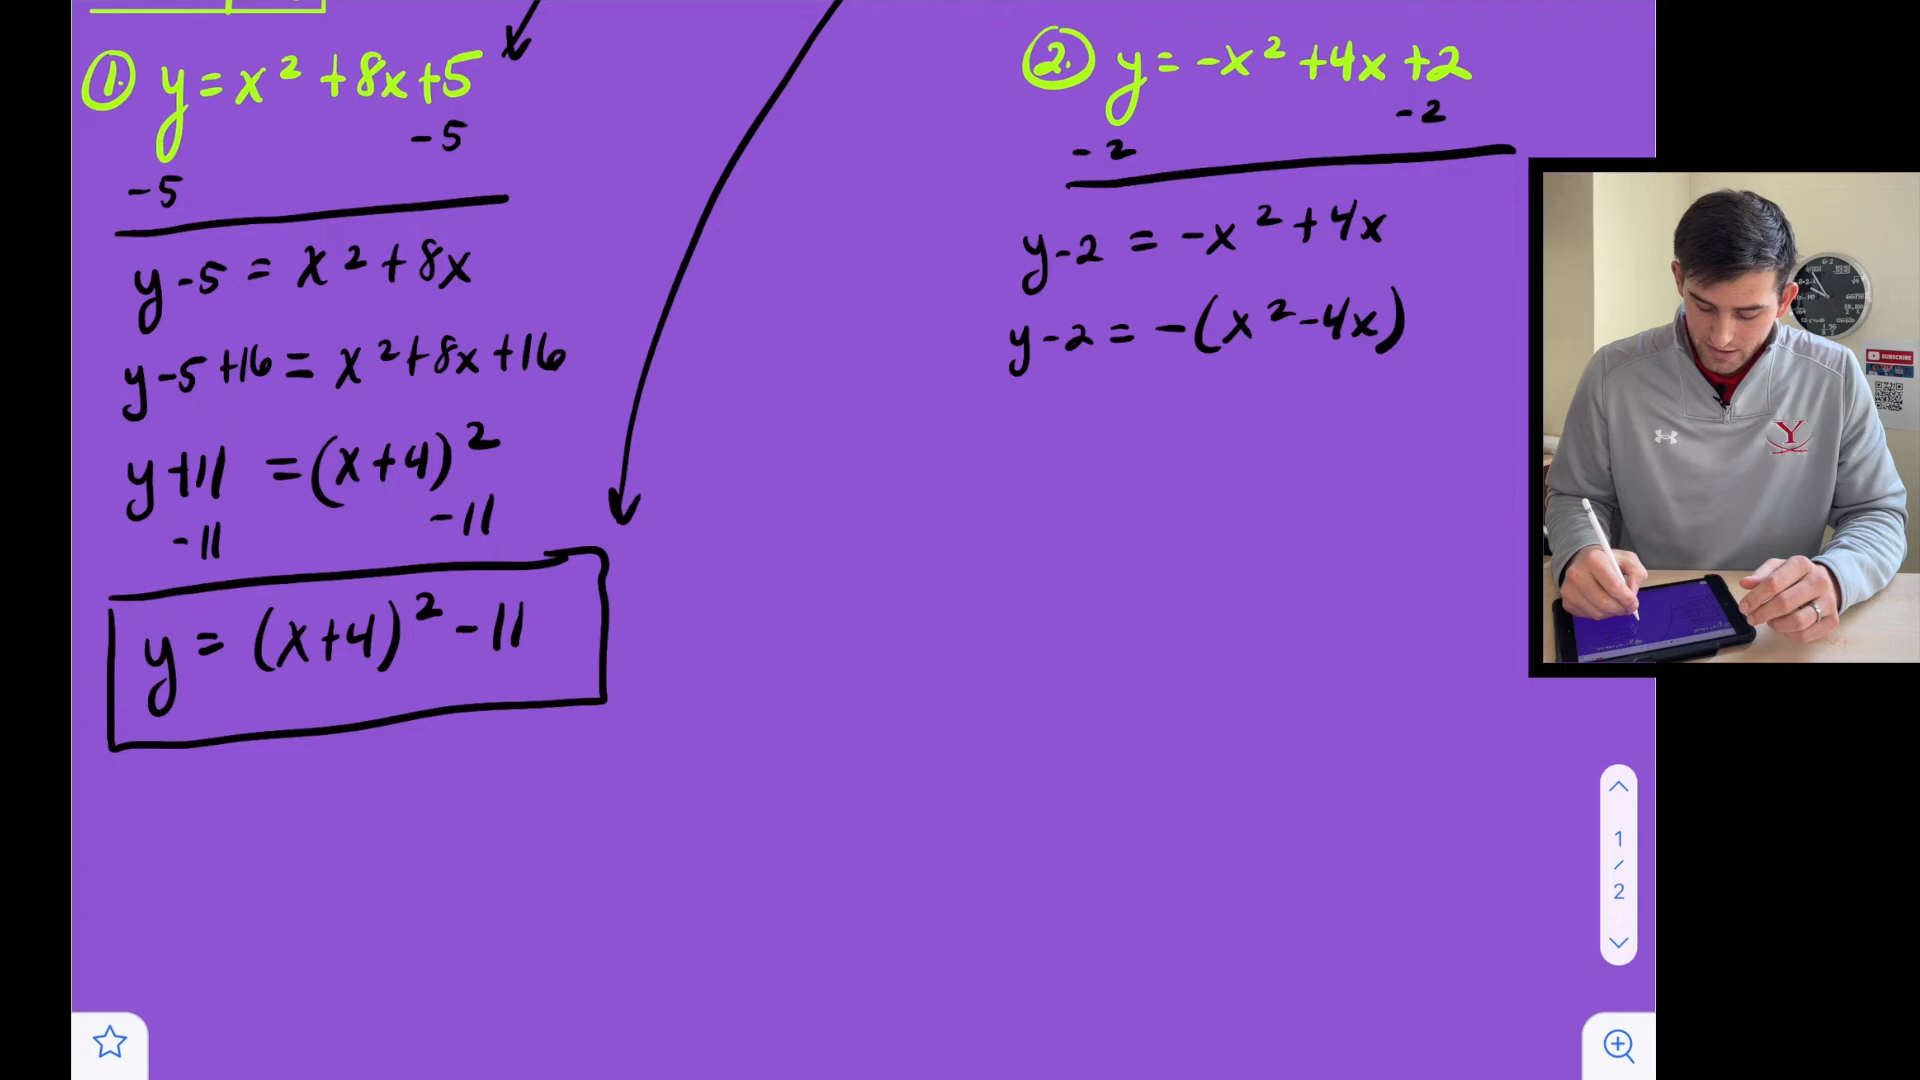 ① y = x² + 8x + 5
-5
-5
y - 5 = x² + 8x
y - 5 + 16 = x² + 8x + 16
y + 11 = (x + 4)²
-11
-11
y = (x + 4)² - 11
②. y = -x² + 4x + 2
-2
-2
y - 2 = -x² + 4x
y - 2 = -(x² - 4x)
SUBSCRIBE
Y
1
/
2